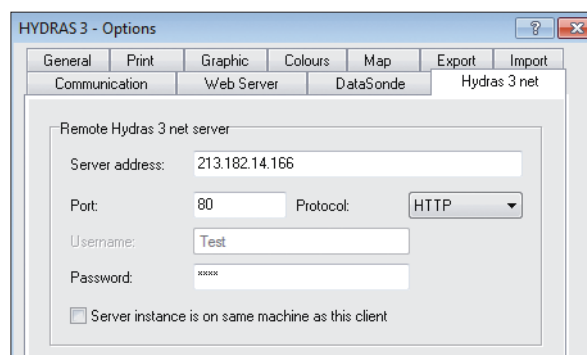 HYDRAS 3 - Options
General Print Graphic Colours Map Export Import
Communication Web Server DataSonde Hydras 3 net
Remote Hydras 3 net server
Server address: 213.182.14.166
Port: 80 Protocol: HTTP
Username: Test
Password: xxxx
Server instance is on same machine as this client